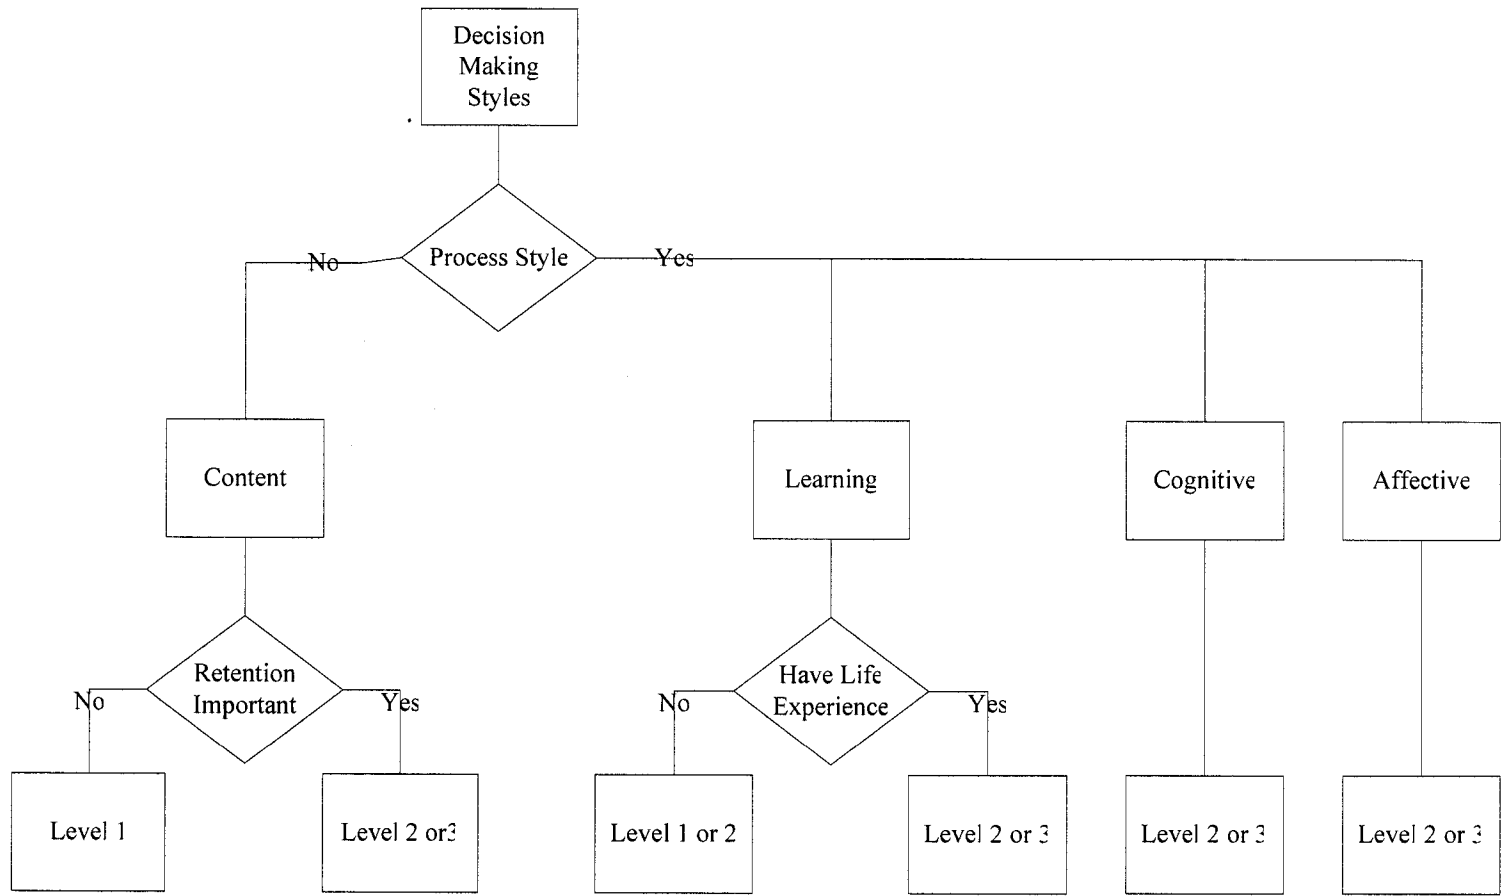 Decision
Making
Styles
No
Process Style
Yes
Content
Learning
Cognitive
Affective
Retention
Important
No
Yes
Have Life
Experience
No
Yes
Level 1
Level 2 or3
Level 1 or 2
Level 2 or 3
Level 2 or 3
Level 2 or 3